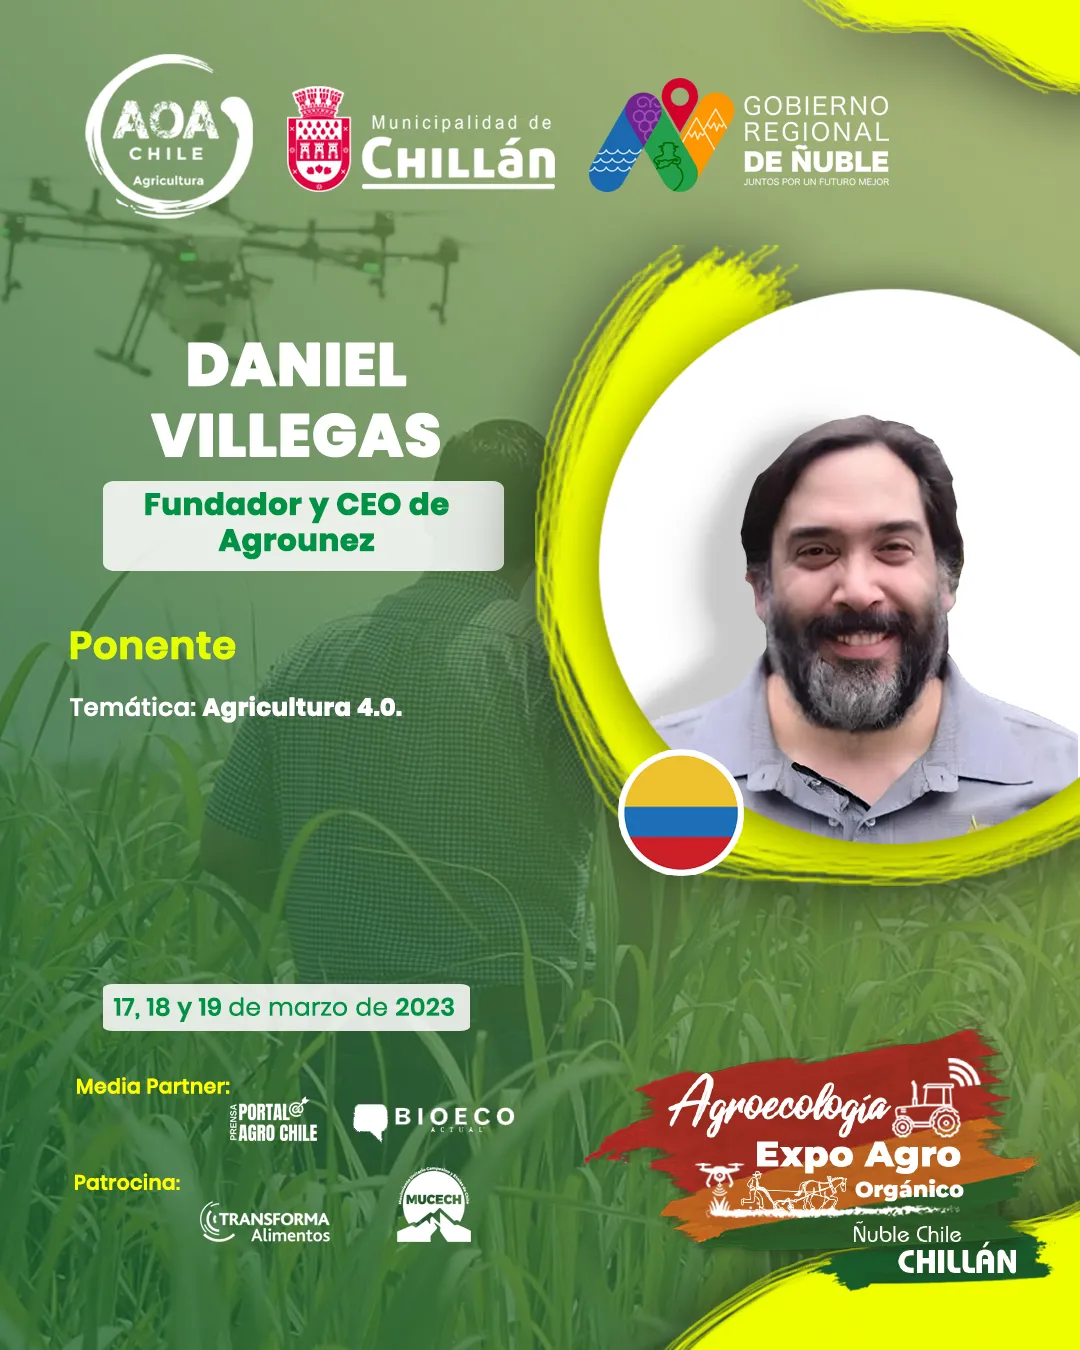 AOA
CHILE
Agricultura
Municipalidad de
CHILLán
GOBIERNO
REGIONAL
DE ÑUBLE
JUNTOS POR UN FUTURO MEJOR
DANIEL
VILLEGAS
Fundador y CEO de
Agrounez
Ponente
Temática: Agricultura 4.0.
17, 18 y 19 de marzo de 2023
Media Partner:
PRENSA
PORTAL@
AGRO CHILE
BIOECO
ACTUAL
Patrocina:
TRANSFORMA
Alimentos
MUCECH
Agroecología
Expo Agro
Orgánico
Ñuble Chile
CHILLÁN